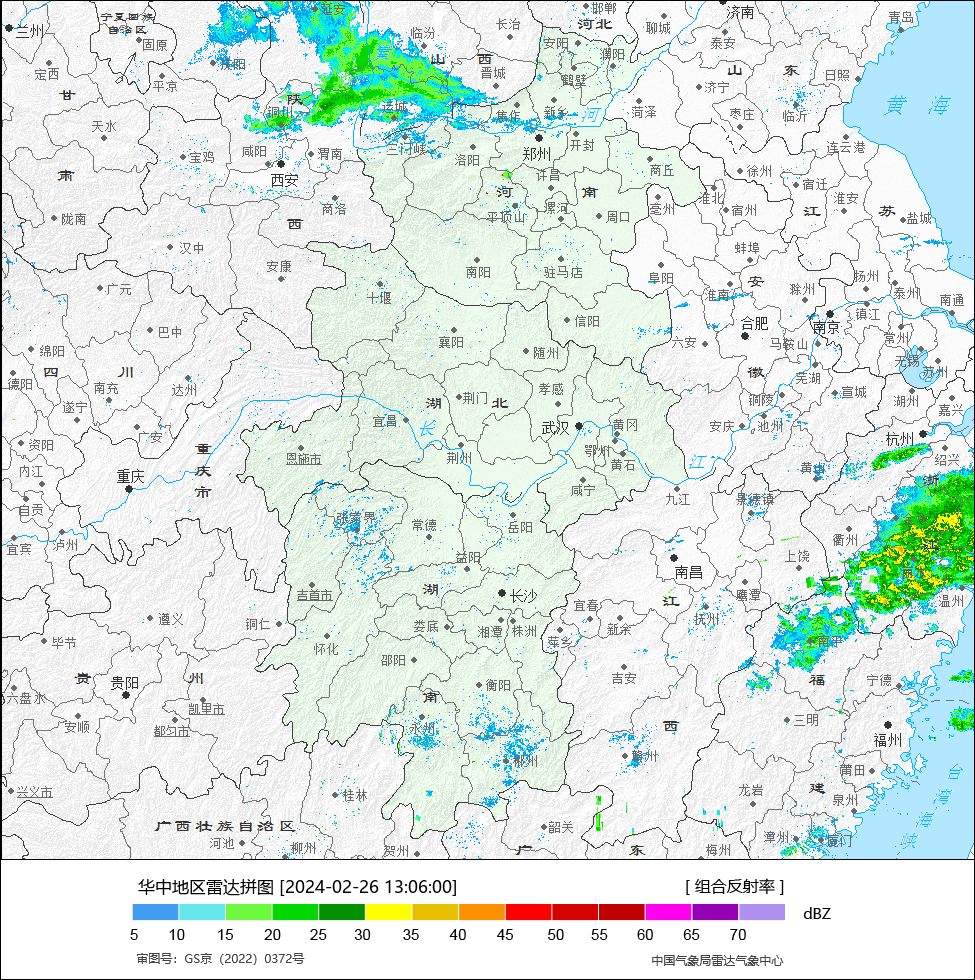 兰州
宁夏回族
自治区
固原
延安
庆阳
临汾
长治
邯郸
河北
聊城
济南
青岛
定西
甘
平凉
陕
铜川
山
西
晋城
安阳
濮阳
鹤壁
泰安
山
东
日照
济宁
菏泽
枣庄
临沂
黄
海
天水
运城
焦作
新乡
河
宝鸡
咸阳
渭南
三门峡
洛阳
郑州
开封
连云港
肃
西安
商丘
徐州
宿迁
淮安
许昌
河
南
商洛
平顶山
漯河
周口
亳州
淮北
宿州
江
苏
盐城
陇南
西
汉中
安康
南阳
驻马店
阜阳
蚌埠
安
滁州
扬州
泰州
南通
广元
十堰
淮南
镇江
巴中
襄阳
信阳
合肥
南京
六安
马鞍山
常州
无锡
苏州
绵阳
四
川
随州
徽
芜湖
德阳
南充
达州
荆门
孝感
湖
北
铜陵
宣城
湖州
遂宁
宜昌
长
武汉
黄冈
安庆
池州
嘉兴
广安
重
庆
市
恩施市
荆州
鄂州
黄石
江
杭州
绍兴
资阳
内江
重庆
黄山
浙
咸宁
九江
景德镇
自贡
张家界
常德
岳阳
衢州
江
宜宾
泸州
益阳
上饶
南昌
吉首市
湖
长沙
鹰潭
温州
宜春
江
遵义
铜仁
娄底
湘潭
株洲
新余
抚州
萍乡
南平
毕节
怀化
邵阳
贵
州
贵阳
衡阳
吉安
福
宁德
六盘水
凯里市
南
安顺
都匀市
永州
西
三明
福州
郴州
赣州
莆田
兴义市
桂林
龙岩
建
泉州
台
湾
海
峡
广西壮族自治区
韶关
漳州
厦门
河池
柳州
贺州
广
东
梅州
华中地区雷达拼图 [2024-02-26 13:06:00]
[ 组合反射率 ]
dBZ
5 10 15 20 25 30 35 40 45 50 55 60 65 70
审图号：GS京（2022）0372号
中国气象局雷达气象中心